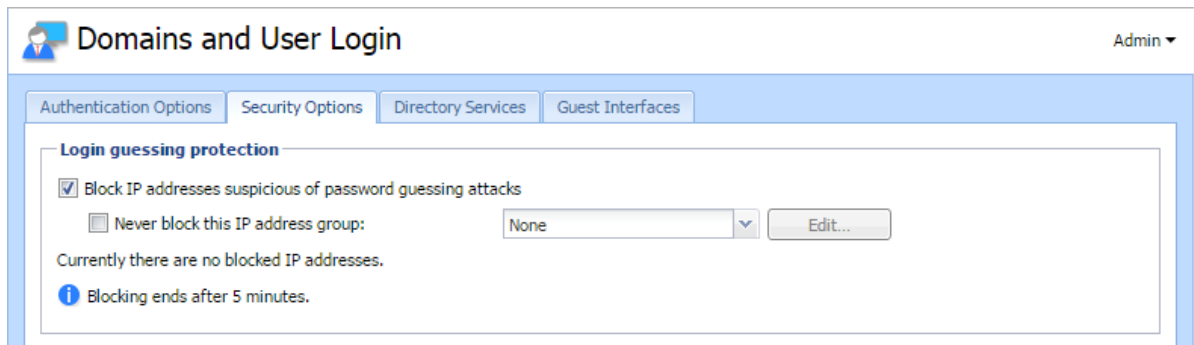 Domains and User Login
Admin
Authentication Options Security Options Directory Services Guest Interfaces
Login guessing protection
Block IP addresses suspicious of password guessing attacks
Never block this IP address group: None Edit...
Currently there are no blocked IP addresses.
Blocking ends after 5 minutes.